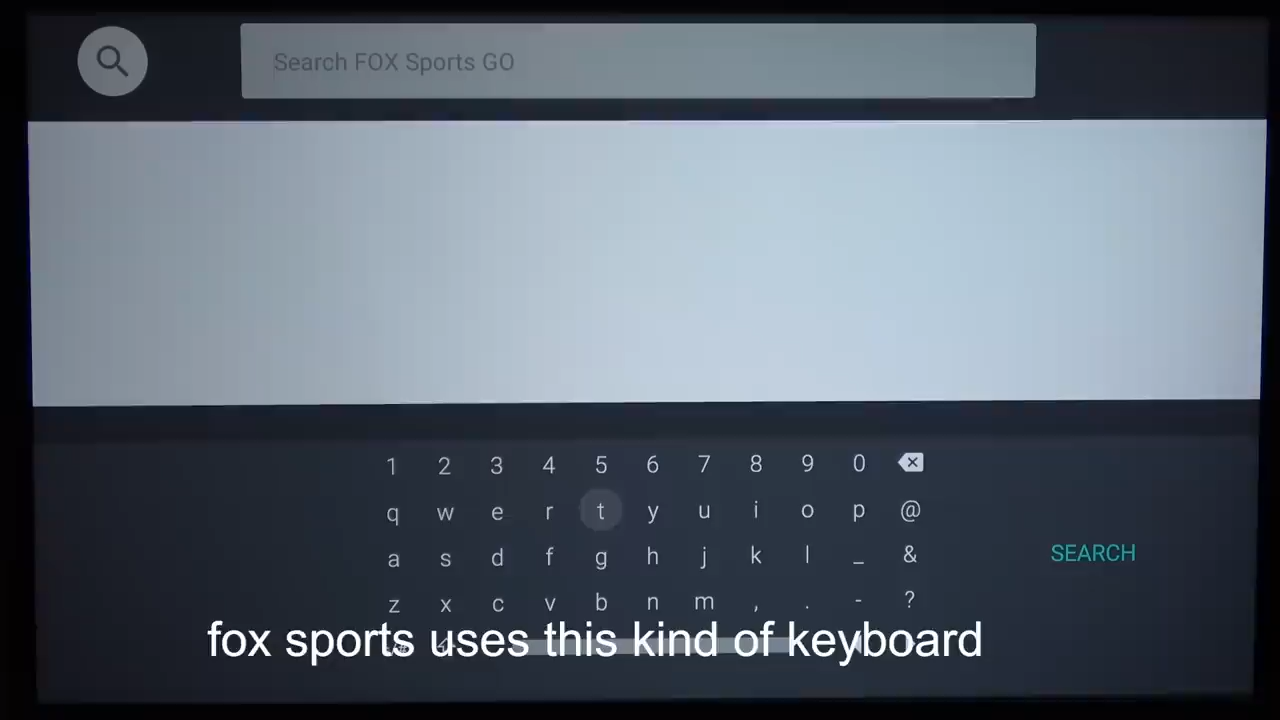 Search FOX Sports GO
1 2 3 4 5 6 7 8 9 0
q w e r t y u i o p @
a s d f g h j k l _ &
SEARCH
z x c v b n m , . - ?
fox sports uses this kind of keyboard